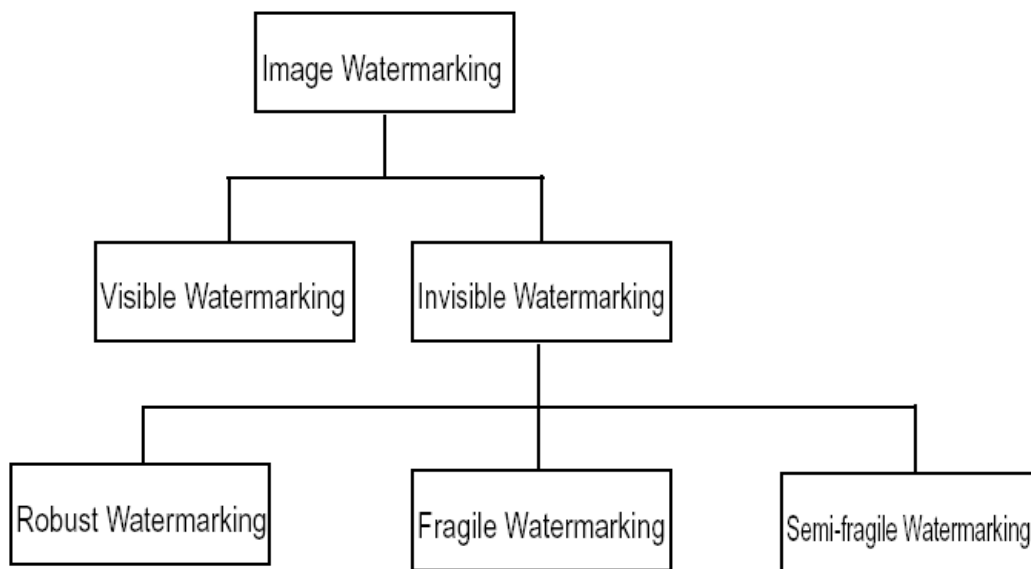 Image Watermarking
Visible Watermarking
Invisible Watermarking
Robust Watermarking
Fragile Watermarking
Semi-fragile Watermarking